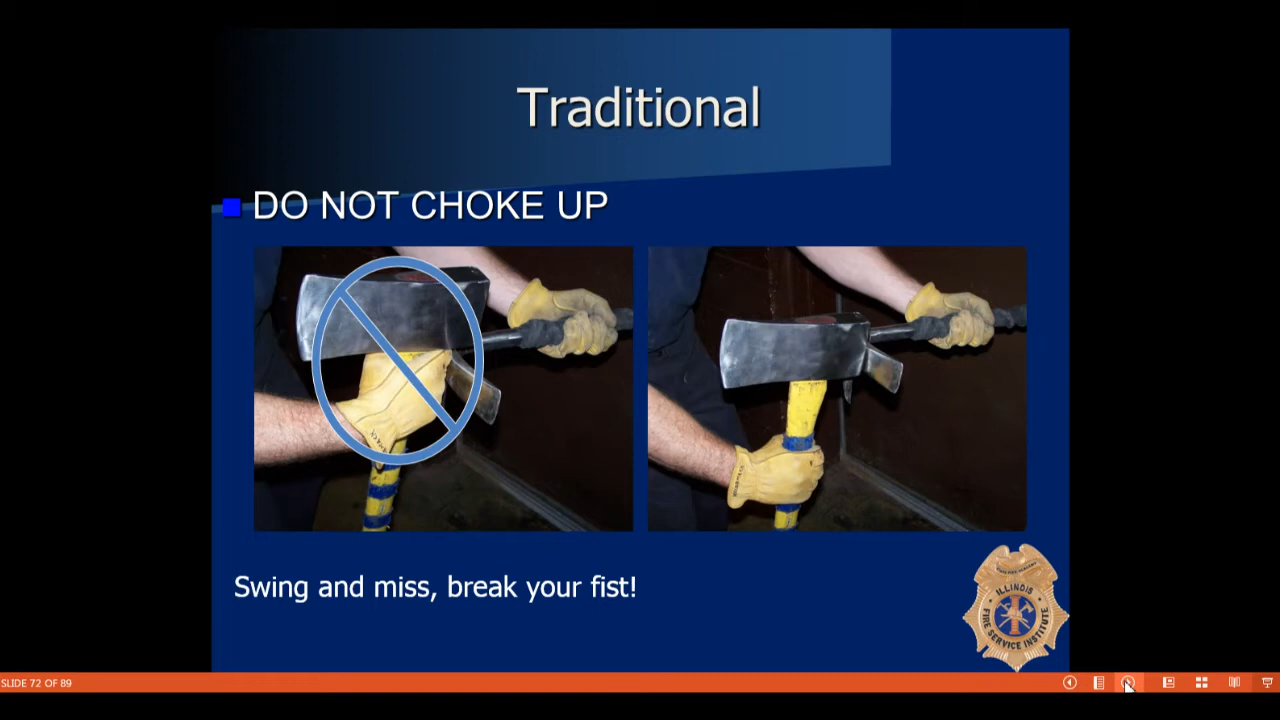 Traditional
DO NOT CHOKE UP
Swing and miss, break your fist!
ILLINOIS
FIRE SERVICE INSTITUTE
SLIDE 72 OF 89